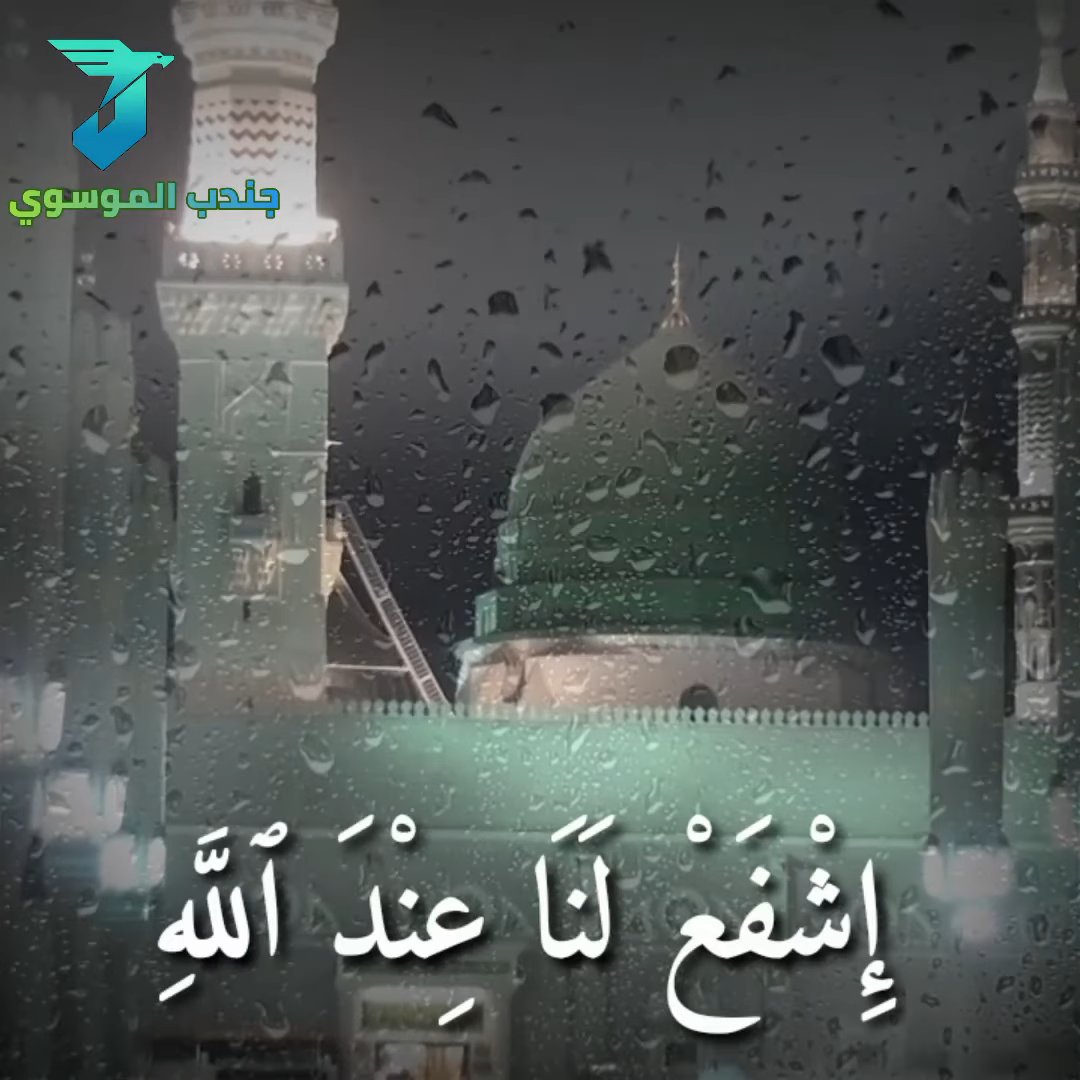 جندب الموسوي
إِشْفَعْ لَنَا عِنْدَ ٱللَّهِ